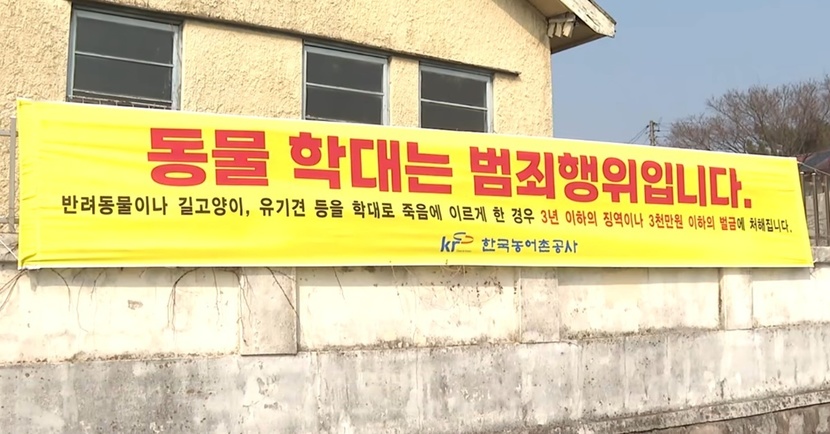 동물 학대는 범죄행위입니다.
반려동물이나 길고양이, 유기견 등을 학대로 죽음에 이르게 한 경우 3년 이하의 징역이나 3천만원 이하의 벌금에 처해집니다.
kr 한국농어촌공사